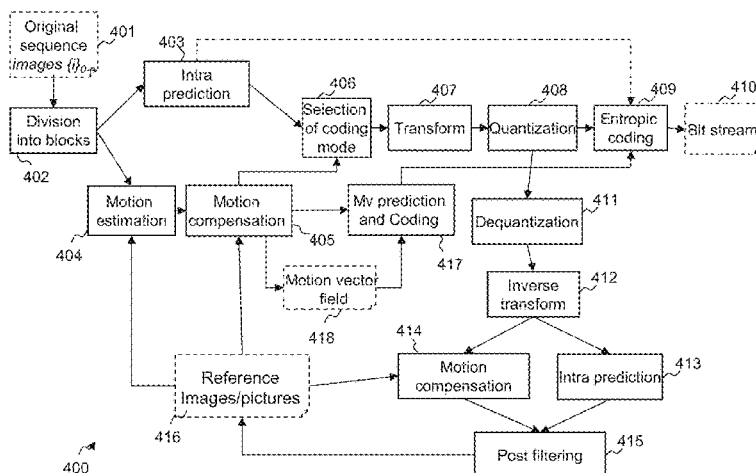 Original
sequence
images {i}0-n
401
403
Intra
prediction
Division
into blocks
402
406
Selection
of coding
mode
407
Transform
408
Quantization
409
Entropic
coding
410
Bit stream
Motion
estimation
404
Motion
compensation
405
Mv prediction
and Coding
417
Dequantization
411
Motion vector
field
418
Inverse
transform
412
414
Motion
compensation
Intra prediction
413
Reference
Images/pictures
416
Post filtering
415
400